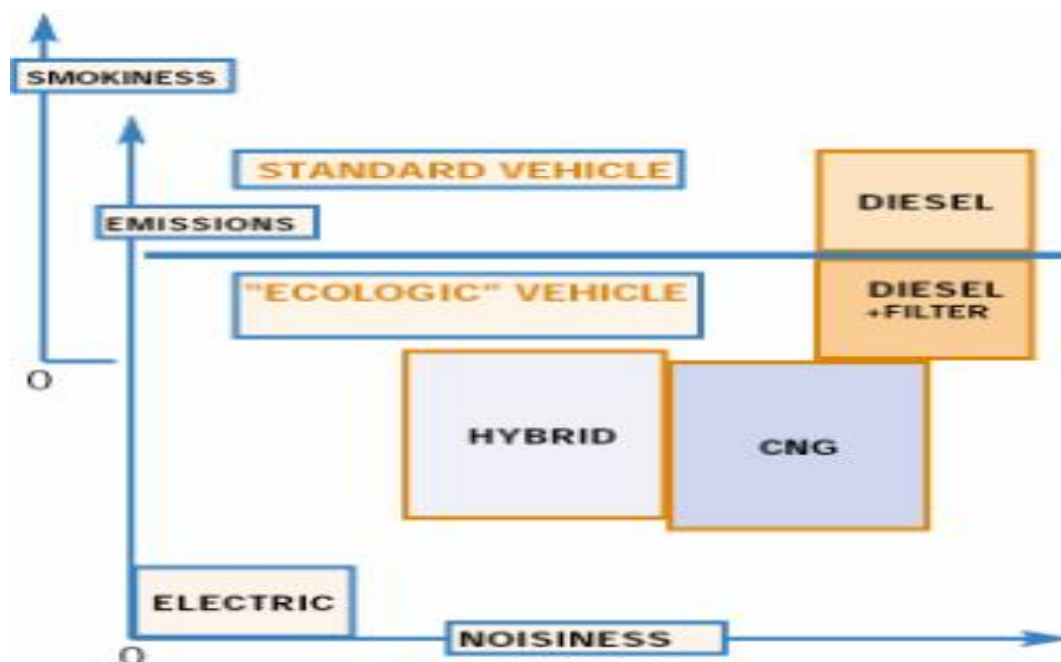 SMOKINESS
STANDARD VEHICLE
DIESEL
EMISSIONS
"ECOLOGIC" VEHICLE
DIESEL
+FILTER
O
HYBRID
CNG
ELECTRIC
NOISINESS
O